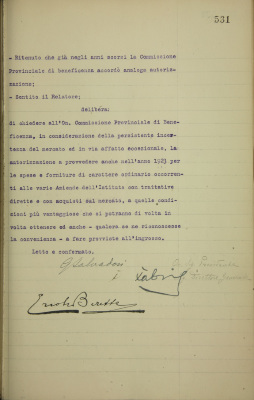 531
- Ritenuto che già negli anni scorsi la Commissione
Provinciale di beneficenza accordò analoga autoriz-
zazione;
- Sentito il Relatore;
delibera:
di chiedere all'On. Commissione Provinciale di Bene-
ficenza, in considerazione della persistente incer-
tezza del mercato ed in via affatto eccezionale, la
autorizzazione a provvedere anche nell'anno 1923 per
le spese e forniture di carattere ordinario occorren-
ti alle varie Aziende dell'Istituto con trattative
dirette e con acquisti sul mercato, a quelle condi-
zioni più vantaggiose che si potranno di volta in
volta ottenere ed anche - qualora se ne riconoscesse
la convenienza - a fare provviste all'ingrosso.
Letto e confermato.
G Salvadori